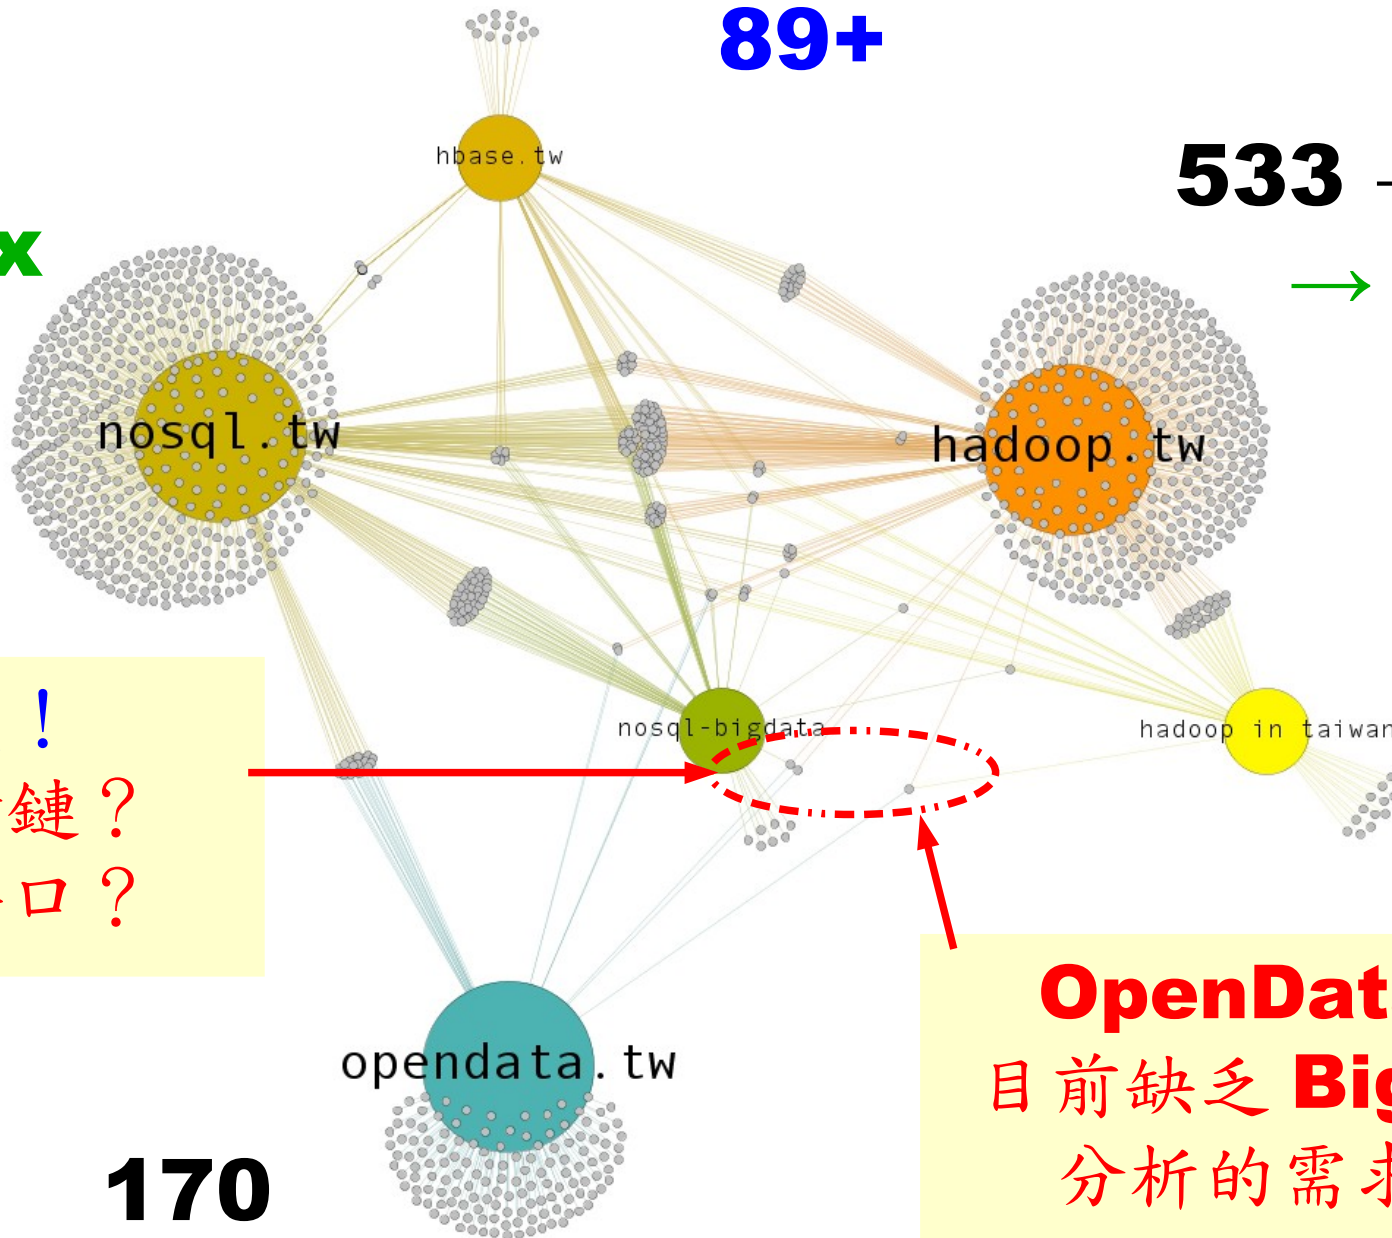 89+
hbase.tw
533
x
→
nosql.tw
hadoop.tw
!
鏈？
口？
nosql-bigdata
hadoop in taiwan
OpenDat
目前缺乏 Big
分析的需求
opendata.tw
170